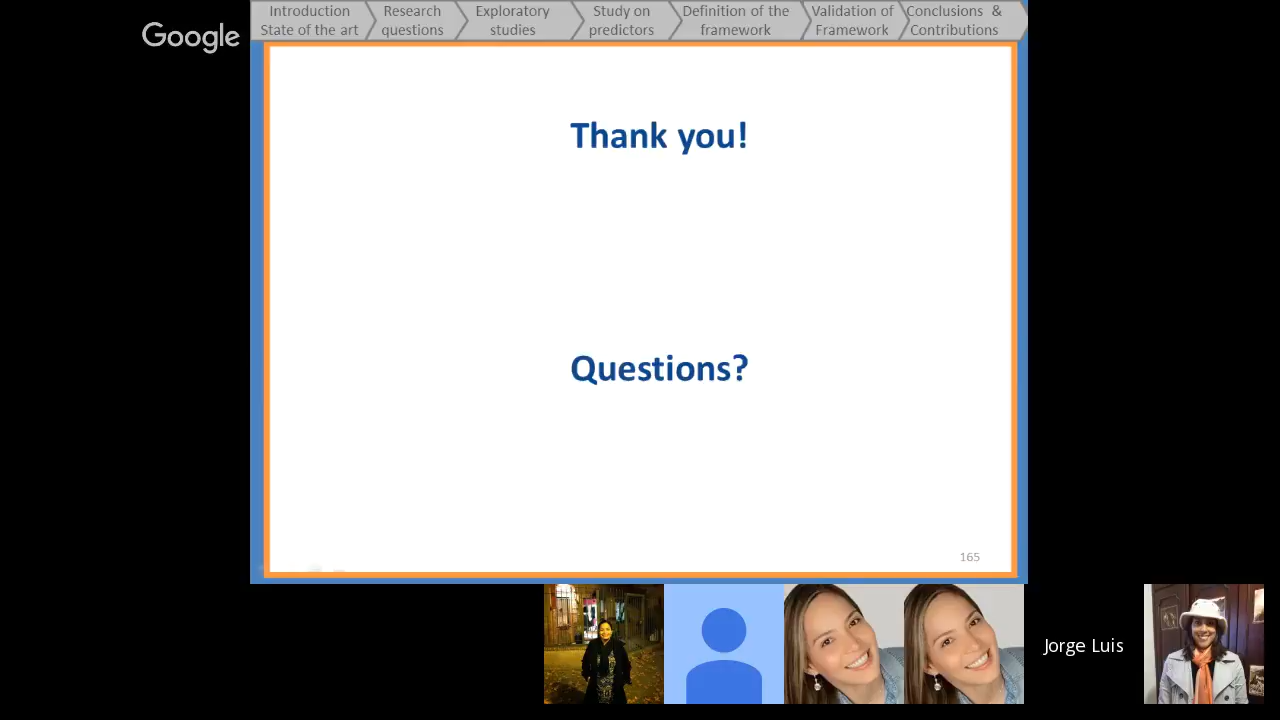 Google
Introduction
State of the art
Research
questions
Exploratory
studies
Study on
predictors
Definition of the
framework
Validation of
Framework
Conclusions &
Contributions
Thank you!
Questions?
165
Jorge Luis